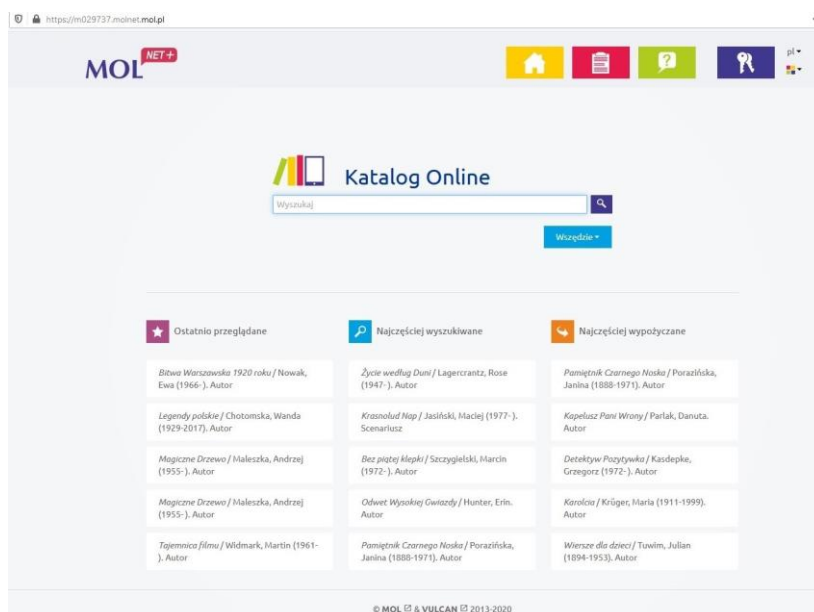 https://m029737.molnet.mol.pl
MOL NET+
pl
Katalog Online
Wyszukaj
Wszędzie
Ostatnio przeglądane
Bitwa Warszawska 1920 roku / Nowak,
Ewa (1966- ). Autor
Legendy polskie / Chotomska, Wanda
(1929-2017). Autor
Magiczne Drzewo / Maleszka, Andrzej
(1955- ). Autor
Magiczne Drzewo / Maleszka, Andrzej
(1955- ). Autor
Tajemnica filmu / Widmark, Martin (1961-
). Autor
Najczęściej wyszukiwane
Życie według Duni / Lagercrantz, Rose
(1947- ). Autor
Krasnolud Nap / Jasiński, Maciej (1977- ).
Scenariusz
Bez piątej klepki / Szczygielski, Marcin
(1972- ). Autor
Odwet Wysokiej Gwiazdy / Hunter, Erin.
Autor
Pamiętnik Czarnego Noska / Porazińska,
Janina (1888-1971). Autor
Najczęściej wypożyczane
Pamiętnik Czarnego Noska / Porazińska,
Janina (1888-1971). Autor
Kapelusz Pani Wrony / Parlak, Danuta.
Autor
Detektyw Pozytywka / Kasdepke,
Grzegorz (1972- ). Autor
Karolcia / Krüger, Maria (1911-1999).
Autor
Wiersze dla dzieci / Tuwim, Julian
(1894-1953). Autor
© MOL & VULCAN 2013-2020